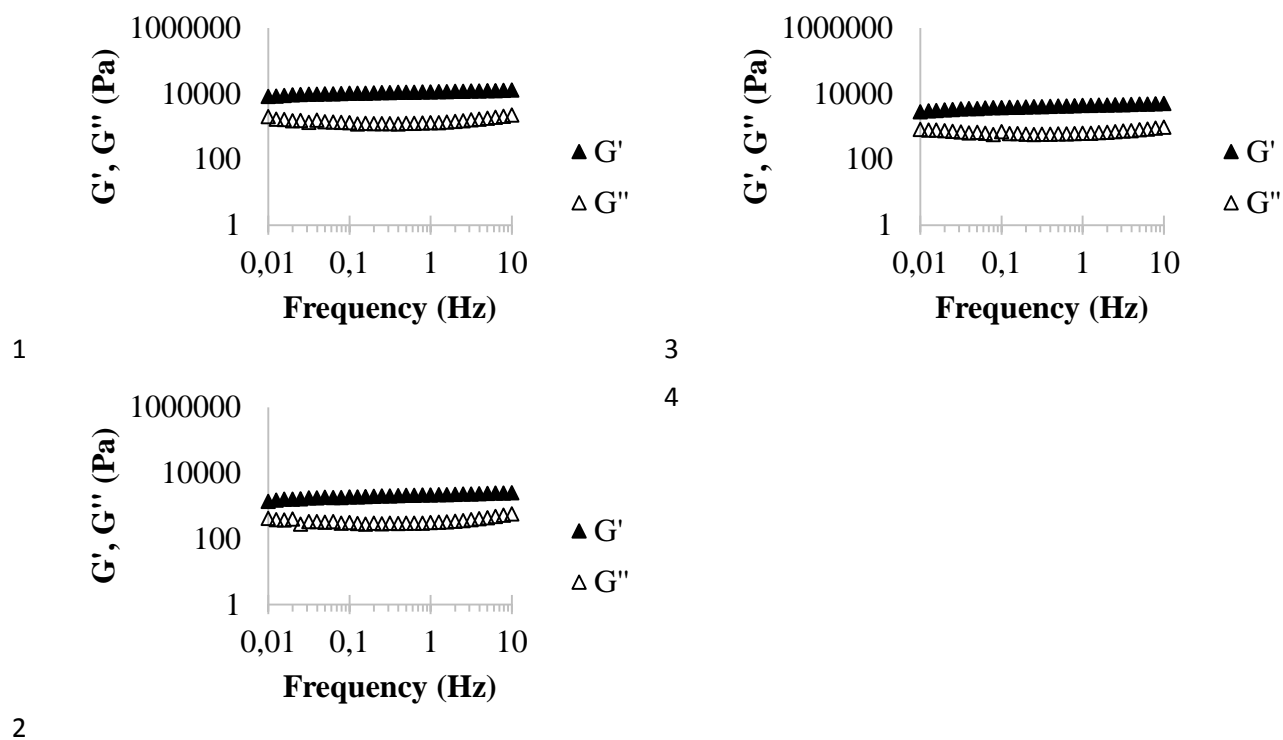 1000000
10000
100
1
G', G'' (Pa)
0,01 0,1 1 10
Frequency (Hz)
G'
G''
1
1000000
10000
100
1
G', G'' (Pa)
0,01 0,1 1 10
Frequency (Hz)
G'
G''
3
4
1000000
10000
100
1
G', G'' (Pa)
0,01 0,1 1 10
Frequency (Hz)
G'
G''
2